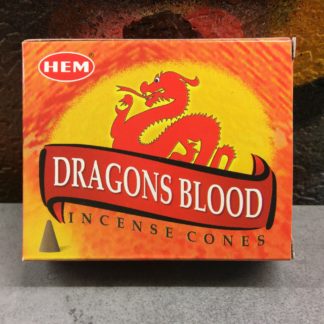 HEM
DRAGONS BLOOD
INCENSE CONES